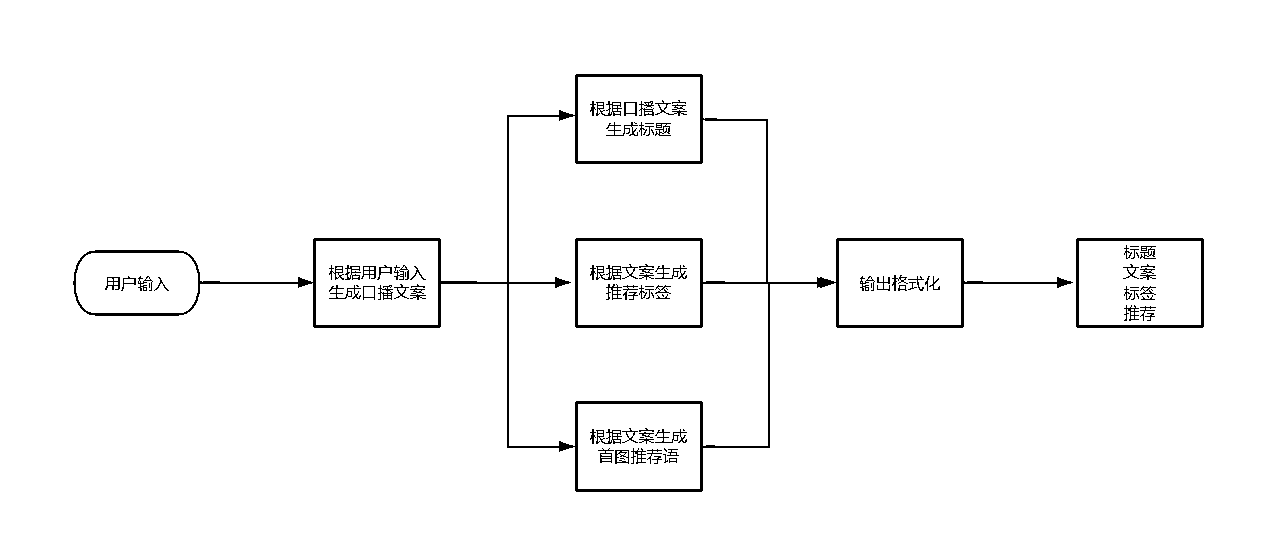 用户输入
根据用户输入
生成口播文案
根据口播文案
生成标题
根据文案生成
推荐标签
根据文案生成
首图推荐语
输出格式化
标题
文案
标签
推荐